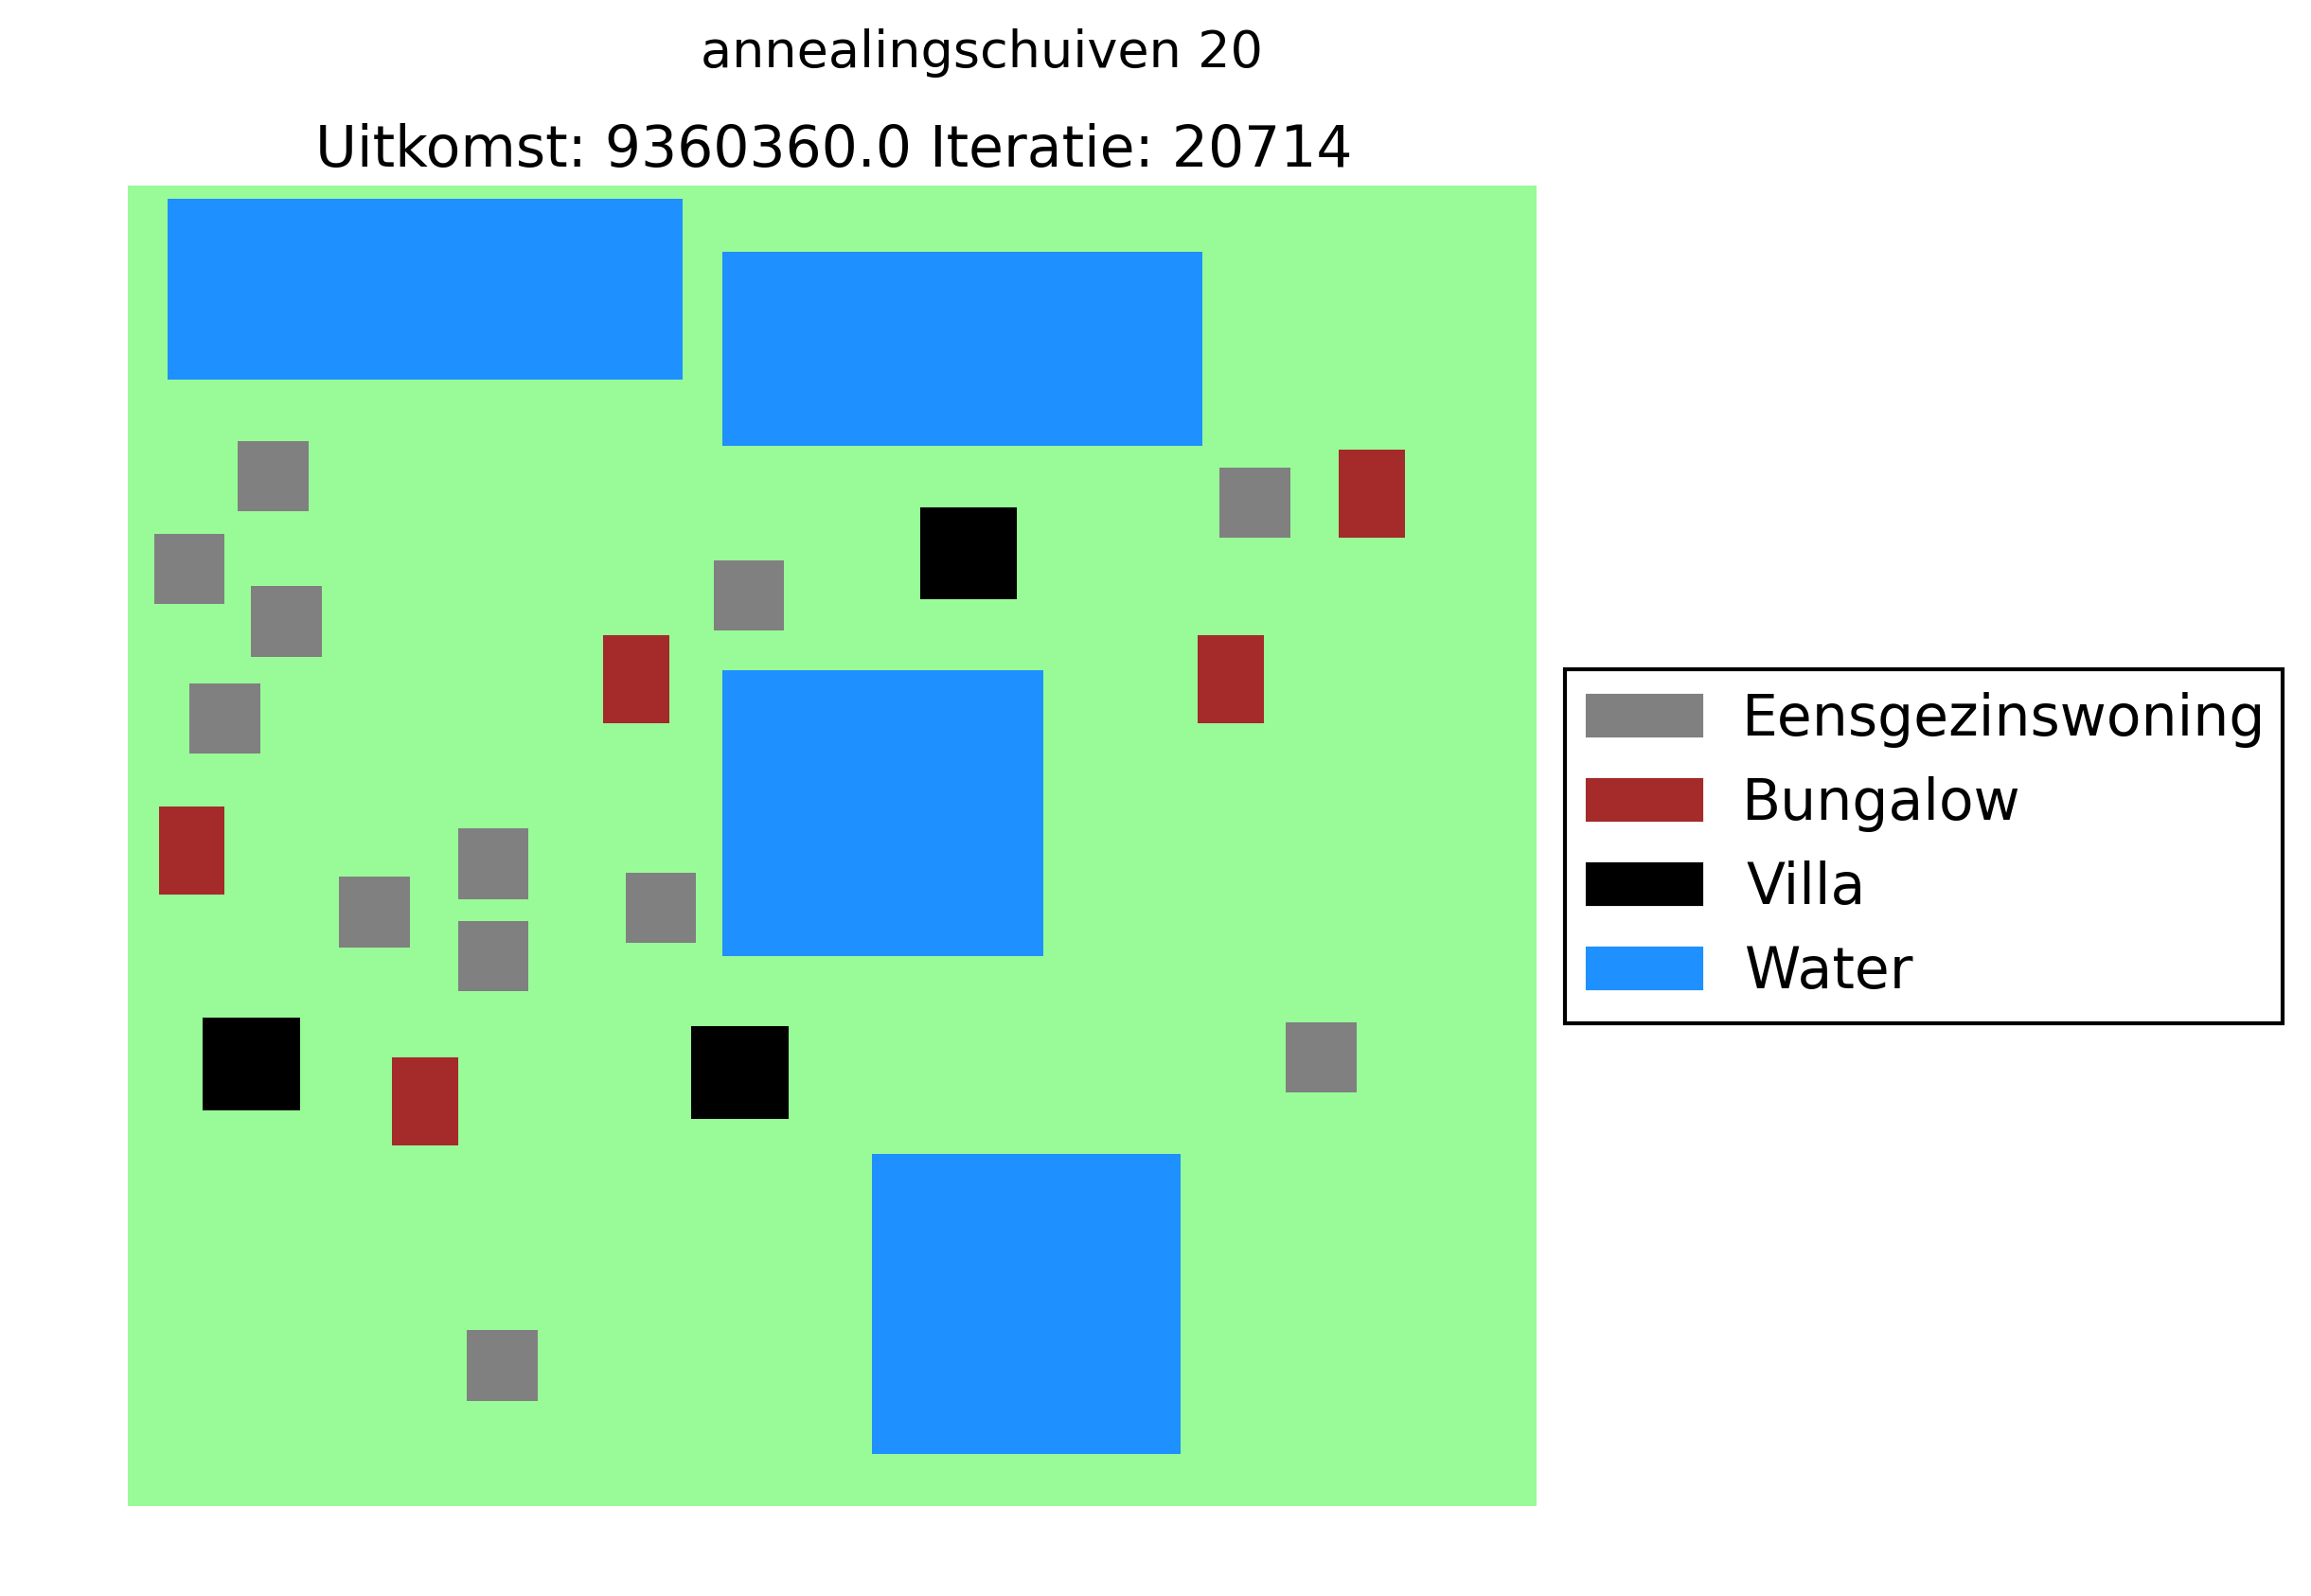 annealingschuiven 20
Uitkomst: 9360360.0 Iteratie: 20714
Eensgezinswoning
Bungalow
Villa
Water